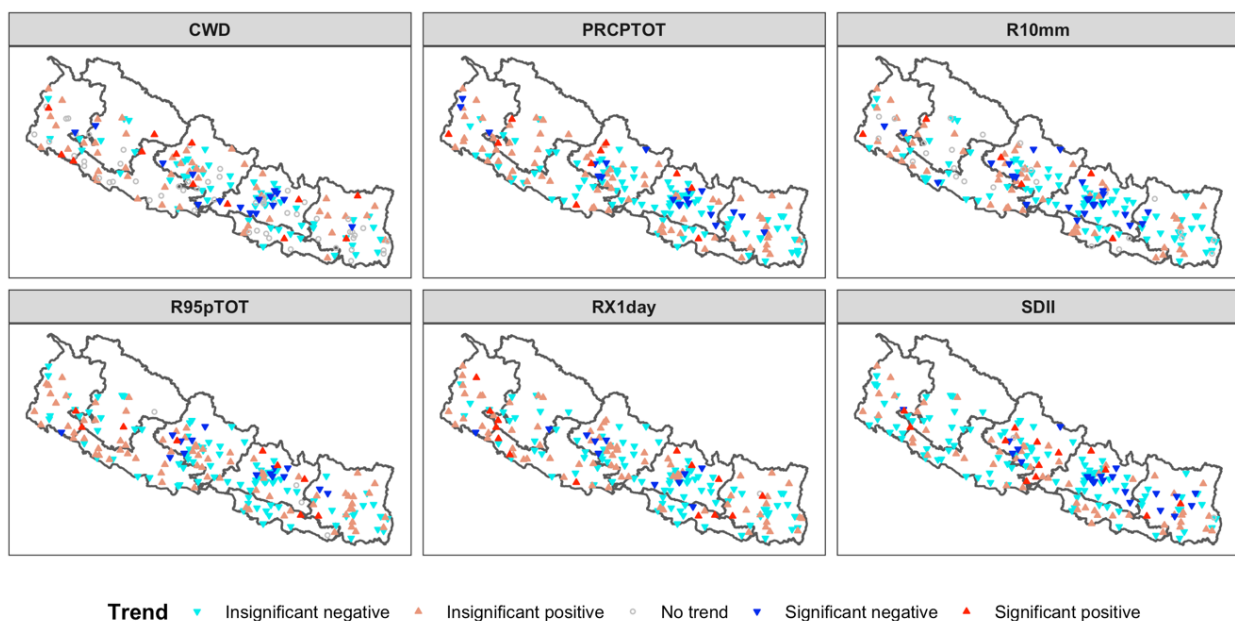 CWD
PRCPTOT
R10mm
R95pTOT
RX1day
SDII
Trend Insignificant negative Insignificant positive No trend Significant negative Significant positive